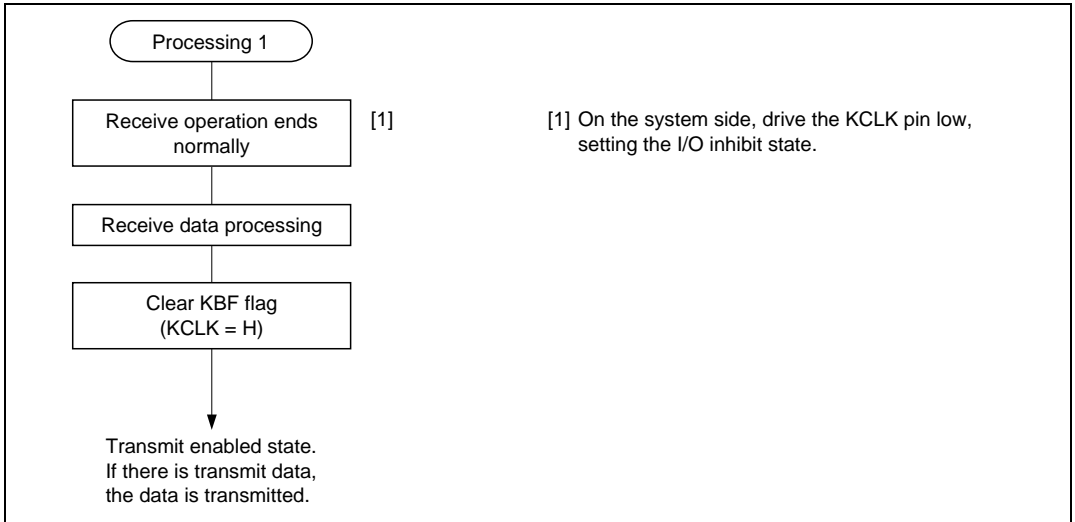 Processing 1
Receive operation ends
normally
[1]
[1] On the system side, drive the KCLK pin low,
setting the I/O inhibit state.
Receive data processing
Clear KBF flag
(KCLK = H)
Transmit enabled state.
If there is transmit data,
the data is transmitted.